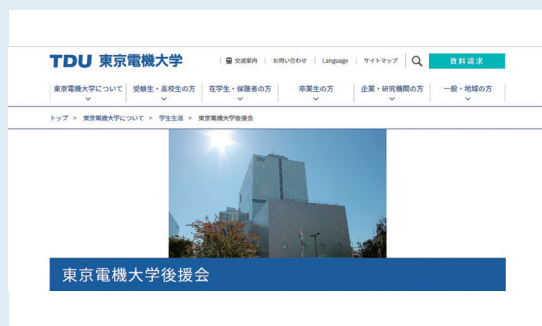 TDU 東京電機大学
交通案内 | お問い合わせ | Language | サイトマップ
資料請求
東京電機大学について 受験生・高校生の方 在学生・保護者の方 卒業生の方 企業・研究機関の方 一般・地域の方
トップ > 東京電機大学について > 学生生活 > 東京電機大学後援会
東京電機大学後援会